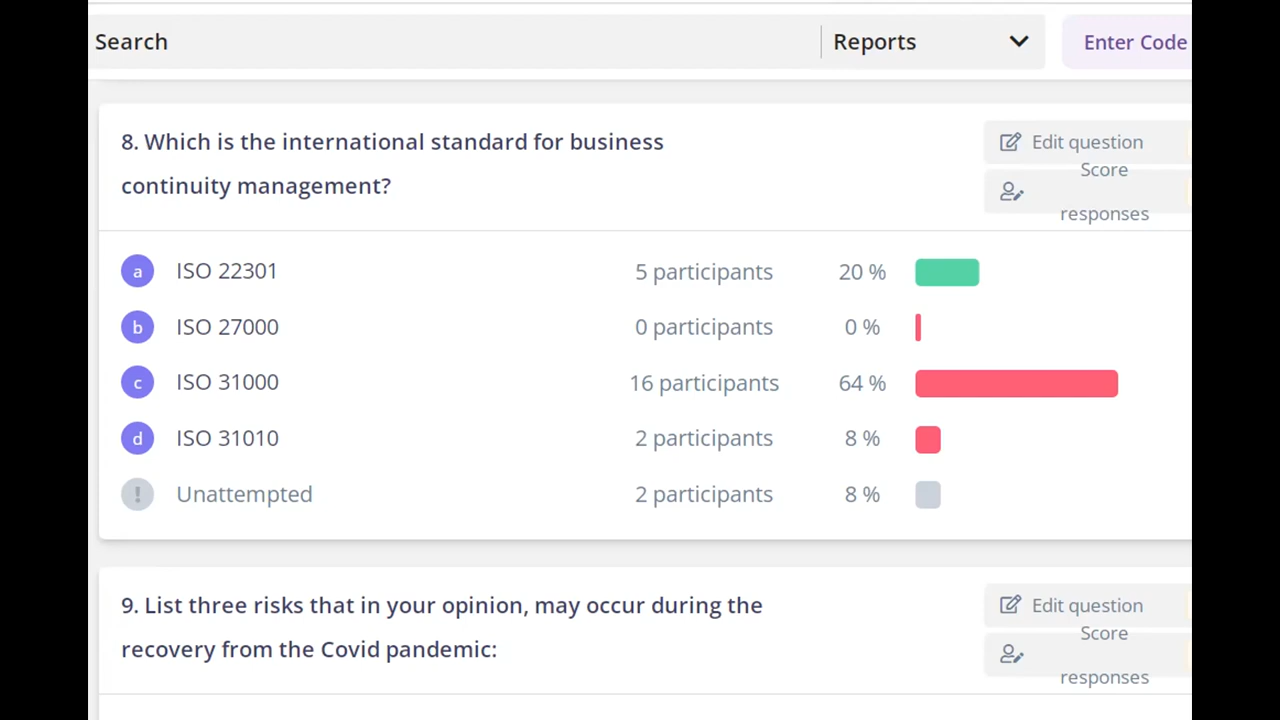 Search Reports Enter Code
8. Which is the international standard for business
continuity management?
Edit question
Score
responses
a ISO 22301 5 participants 20 %
b ISO 27000 0 participants 0 %
c ISO 31000 16 participants 64 %
d ISO 31010 2 participants 8 %
! Unattempted 2 participants 8 %
9. List three risks that in your opinion, may occur during the
recovery from the Covid pandemic:
Edit question
Score
responses